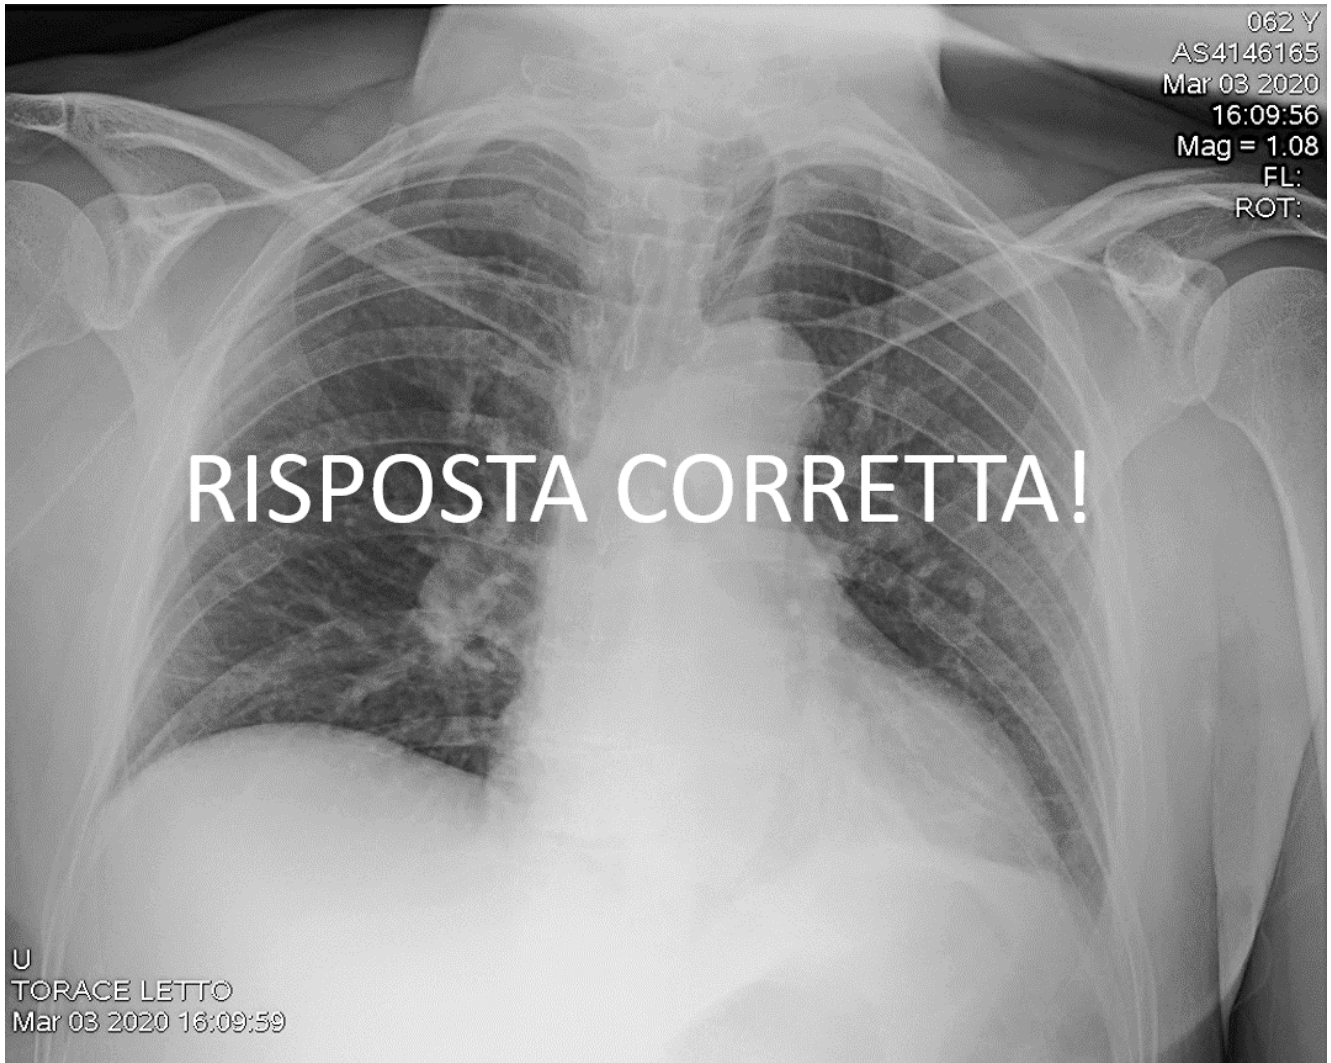 062 Y
AS4146165
Mar 03 2020
16:09:56
Mag = 1.08
FL:
ROT:
RISPOSTA CORRETTA!
U
TORACE LETTO
Mar 03 2020 16:09:59